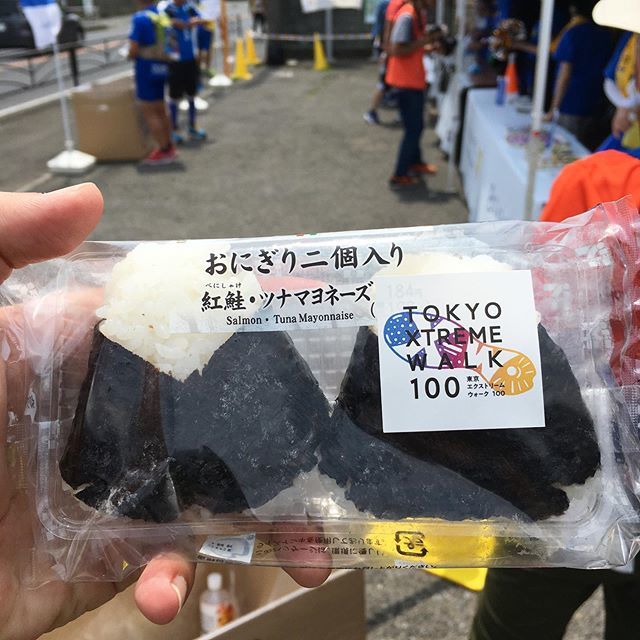 おにぎり二個入り
べにしゃけ
紅鮭・ツナマヨネーズ
Salmon・Tuna Mayonnaise
TOKYO
XTREME
WALK
100
東京
エクストリーム
ウォーク 100
プラ